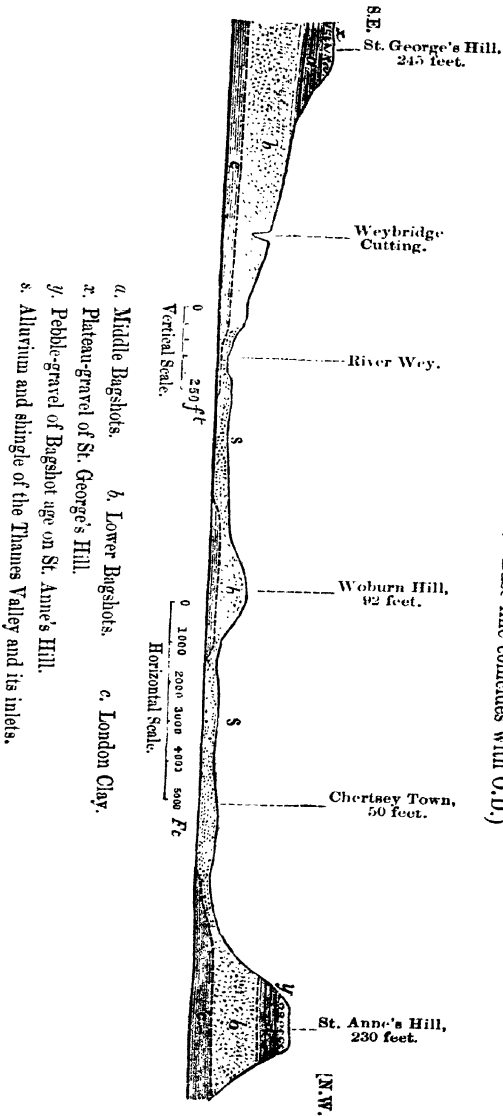 coincides with O.D.)
S.E.
[N.W.
St. George's Hill,
245 feet.
Weybridge
Cutting.
River Wey.
Woburn Hill,
92 feet.
Chertsey Town,
50 feet.
St. Anne's Hill,
230 feet.
x
a
b
c
s
b
s
y
b
0 250 ft
Vertical Scale.
0 1000 2000 3000 4000 5000 Ft
Horizontal Scale.
a. Middle Bagshots. b. Lower Bagshots. c. London Clay.
x. Plateau-gravel of St. George's Hill.
y. Pebble-gravel of Bagshot age on St. Anne's Hill.
s. Alluvium and shingle of the Thames Valley and its inlets.